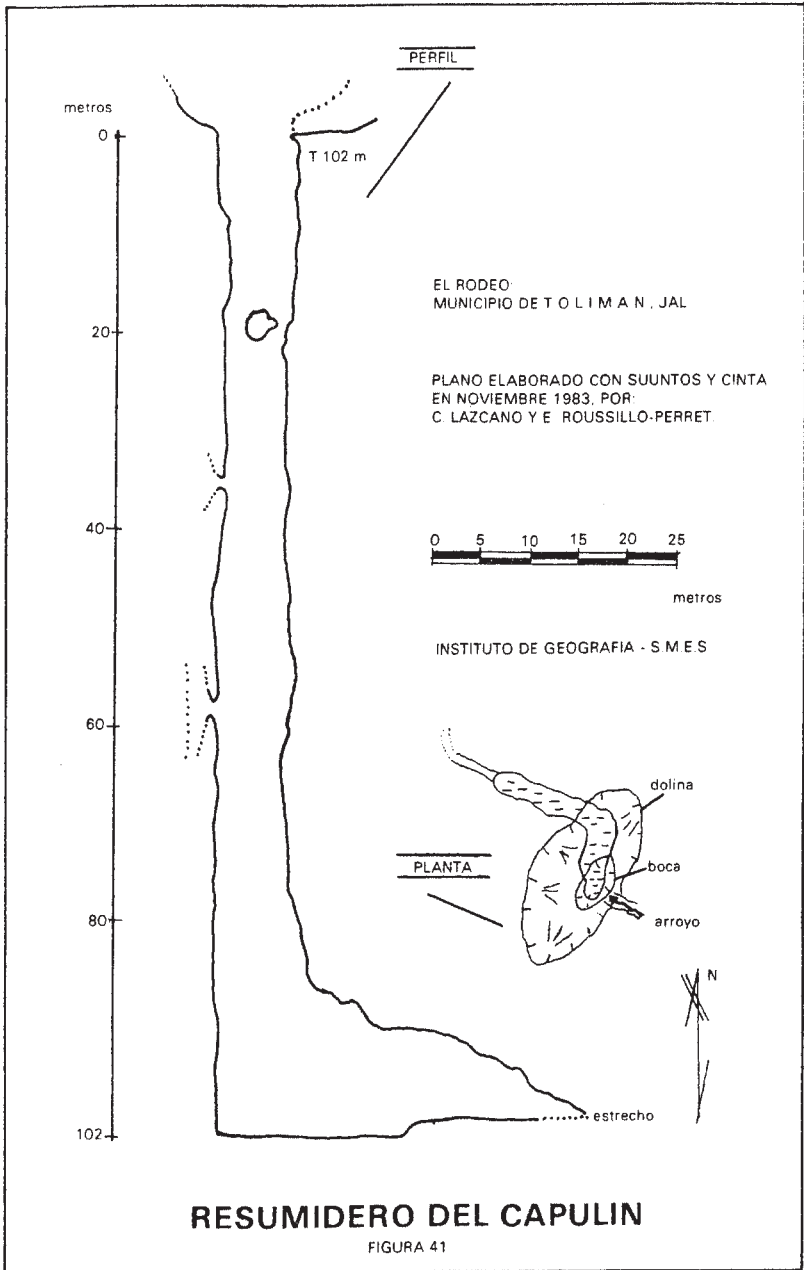 PERFIL
metros
0
T 102 m
EL RODEO:
MUNICIPIO DE T O L I M A N , JAL
20
PLANO ELABORADO CON SUUNTOS Y CINTA
EN NOVIEMBRE 1983, POR:
C. LAZCANO Y E. ROUSSILLO-PERRET.
40
0 5 10 15 20 25
metros
INSTITUTO DE GEOGRAFIA - S.M.E.S
60
dolina
PLANTA
boca
80
arroyo
N
estrecho
102
RESUMIDERO DEL CAPULIN
FIGURA 41